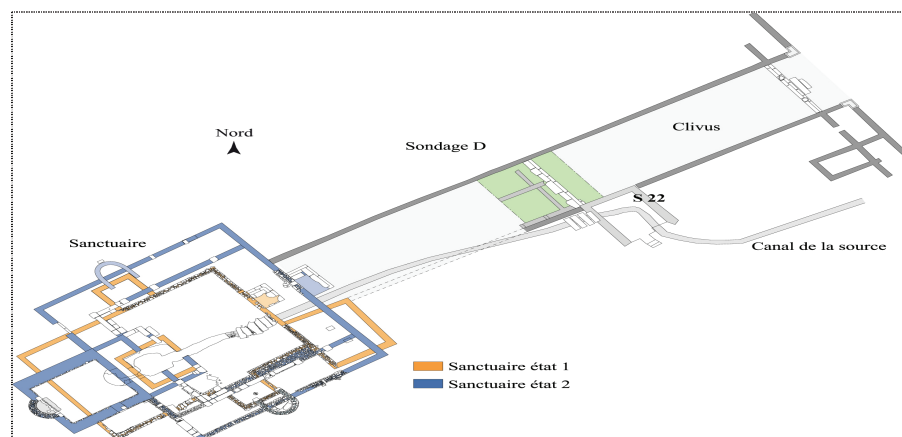 Nord
Sondage D
Clivus
S 22
Sanctuaire
Canal de la source
Sanctuaire état 1
Sanctuaire état 2